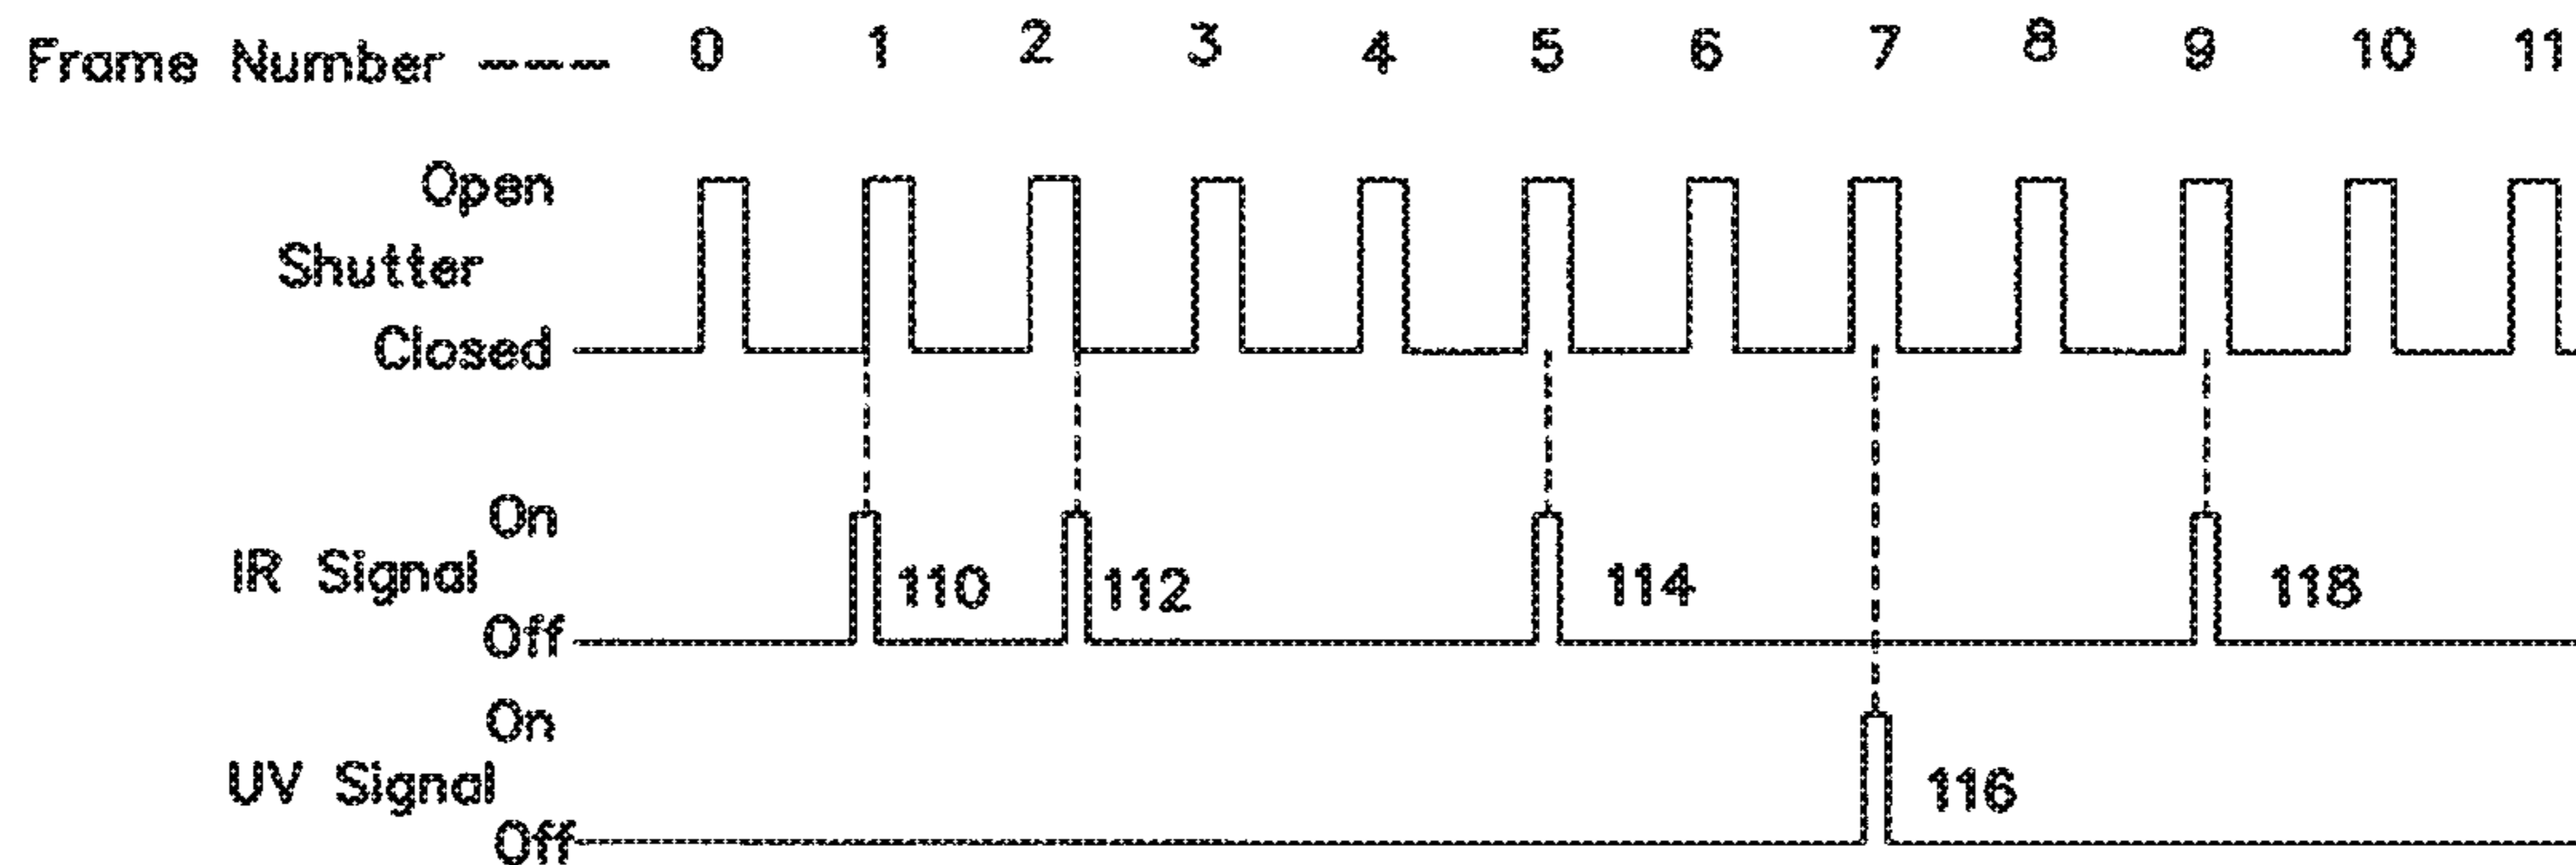 Frame Number ---- 0 1 2 3 4 5 6 7 8 9 10 11
Open
Shutter
Closed
On
IR Signal 110 112 114 118
Off
On
UV Signal 116
Off